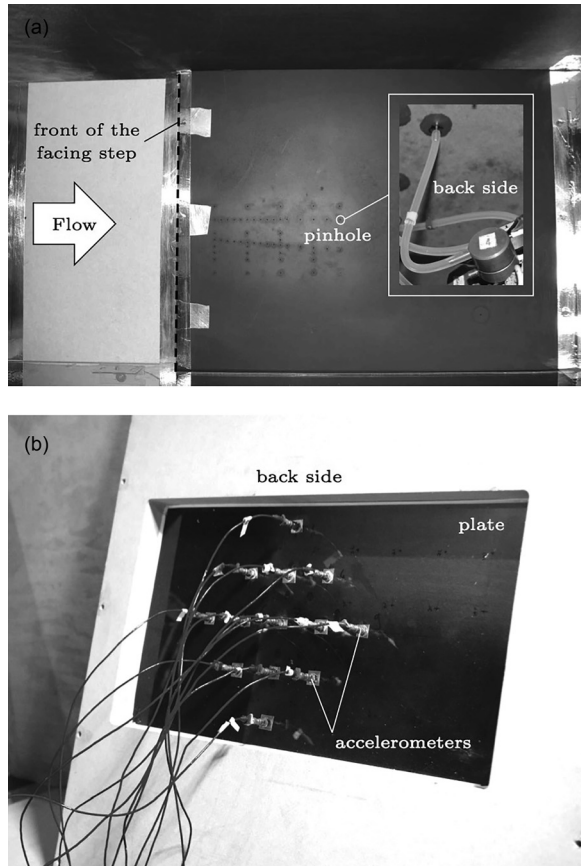 (a)
front of the
facing step
Flow
back side
pinhole
4
(b)
back side
plate
accelerometers